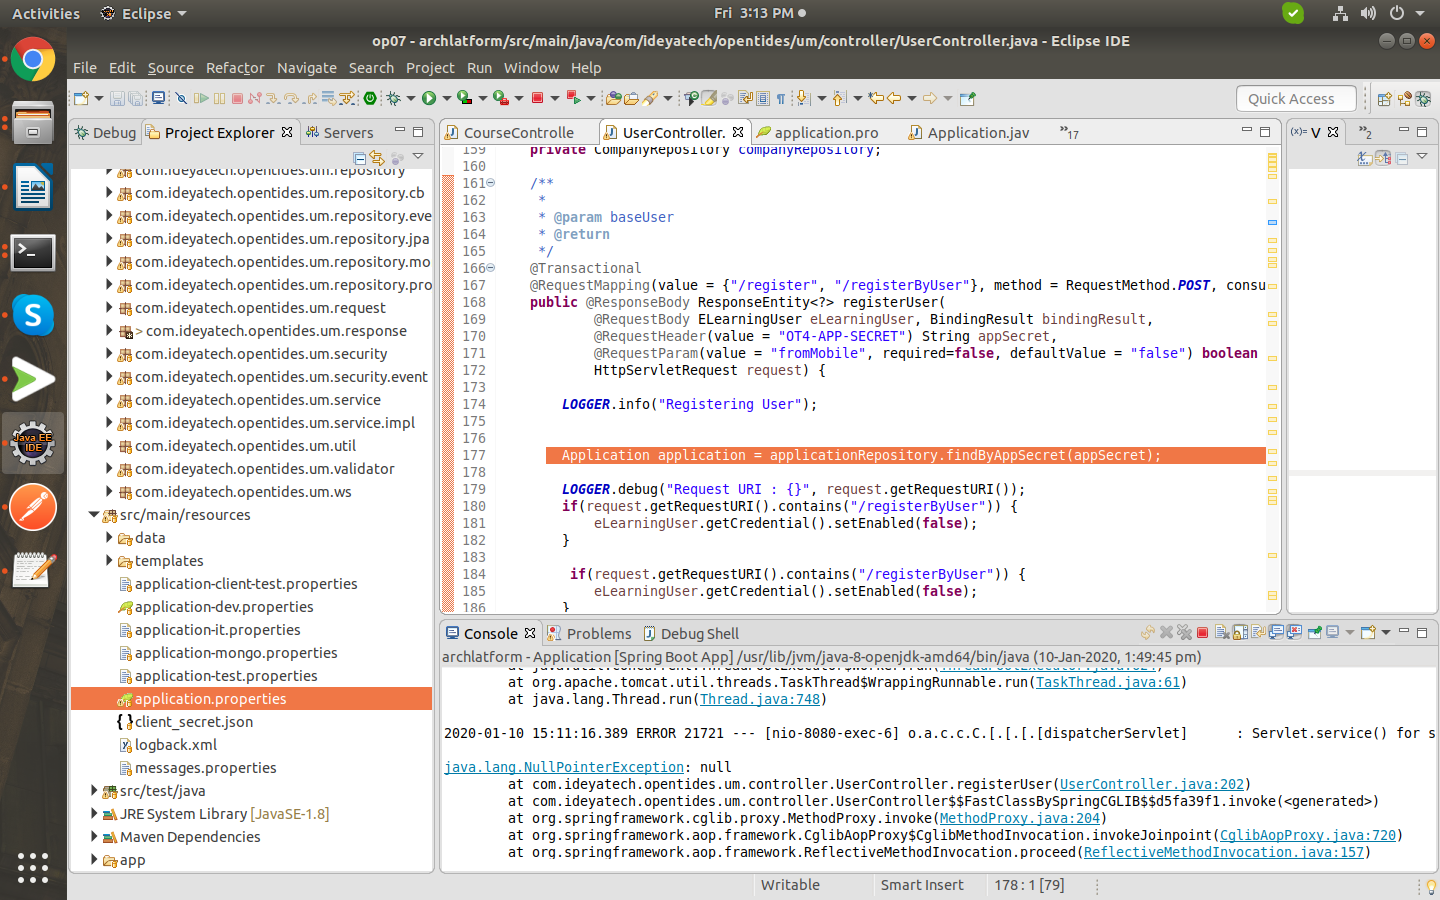 Activities Eclipse Fri 3:13 PM
op07 - archlatform/src/main/java/com/ideyatech/opentides/um/controller/UserController.java - Eclipse IDE
File Edit Source Refactor Navigate Search Project Run Window Help
Quick Access
Debug Project Explorer Servers
com.ideyatech.opentides.um.repository
com.ideyatech.opentides.um.repository.cb
com.ideyatech.opentides.um.repository.eve
com.ideyatech.opentides.um.repository.jpa
com.ideyatech.opentides.um.repository.mo
com.ideyatech.opentides.um.repository.pro
com.ideyatech.opentides.um.request
> com.ideyatech.opentides.um.response
com.ideyatech.opentides.um.security
com.ideyatech.opentides.um.security.event
com.ideyatech.opentides.um.service
com.ideyatech.opentides.um.service.impl
com.ideyatech.opentides.um.util
com.ideyatech.opentides.um.validator
com.ideyatech.opentides.um.ws
src/main/resources
data
templates
application-client-test.properties
application-dev.properties
application-it.properties
application-mongo.properties
application-test.properties
application.properties
client_secret.json
logback.xml
messages.properties
src/test/java
JRE System Library [JavaSE-1.8]
Maven Dependencies
app
Java EE
IDE
CourseControlle UserController. application.pro Application.jav »17
159 private CompanyRepository companyRepository;
160
161 /**
162 *
163 * @param baseUser
164 * @return
165 */
166 @Transactional
167 @RequestMapping(value = {"/register", "/registerByUser"}, method = RequestMethod.POST, consu
168 public @ResponseBody ResponseEntity<?> registerUser(
169 @RequestBody ELearningUser eLearningUser, BindingResult bindingResult,
170 @RequestHeader(value = "OT4-APP-SECRET") String appSecret,
171 @RequestParam(value = "fromMobile", required=false, defaultValue = "false") boolean
172 HttpServletRequest request) {
173
174 LOGGER.info("Registering User");
175
176
177 Application application = applicationRepository.findByAppSecret(appSecret);
178
179 LOGGER.debug("Request URI : {}", request.getRequestURI());
180 if(request.getRequestURI().contains("/registerByUser")) {
181 eLearningUser.getCredential().setEnabled(false);
182 }
183
184 if(request.getRequestURI().contains("/registerByUser")) {
185 eLearningUser.getCredential().setEnabled(false);
186 }
(x)= V »2
Console Problems Debug Shell
archlatform - Application [Spring Boot App] /usr/lib/jvm/java-8-openjdk-amd64/bin/java (10-Jan-2020, 1:49:45 pm)
at java.util.concurrent.ThreadPoolExecutor$Worker.run(ThreadPoolExecutor.java:624)
at org.apache.tomcat.util.threads.TaskThread$WrappingRunnable.run(TaskThread.java:61)
at java.lang.Thread.run(Thread.java:748)
2020-01-10 15:11:16.389 ERROR 21721 --- [nio-8080-exec-6] o.a.c.c.C.[.[.[.[dispatcherServlet] : Servlet.service() for s
java.lang.NullPointerException: null
at com.ideyatech.opentides.um.controller.UserController.registerUser(UserController.java:202)
at com.ideyatech.opentides.um.controller.UserController$$FastClassBySpringCGLIB$$d5fa39f1.invoke(<generated>)
at org.springframework.cglib.proxy.MethodProxy.invoke(MethodProxy.java:204)
at org.springframework.aop.framework.CglibAopProxy$CglibMethodInvocation.invokeJoinpoint(CglibAopProxy.java:720)
at org.springframework.aop.framework.ReflectiveMethodInvocation.proceed(ReflectiveMethodInvocation.java:157)
Writable Smart Insert 178 : 1 [79]